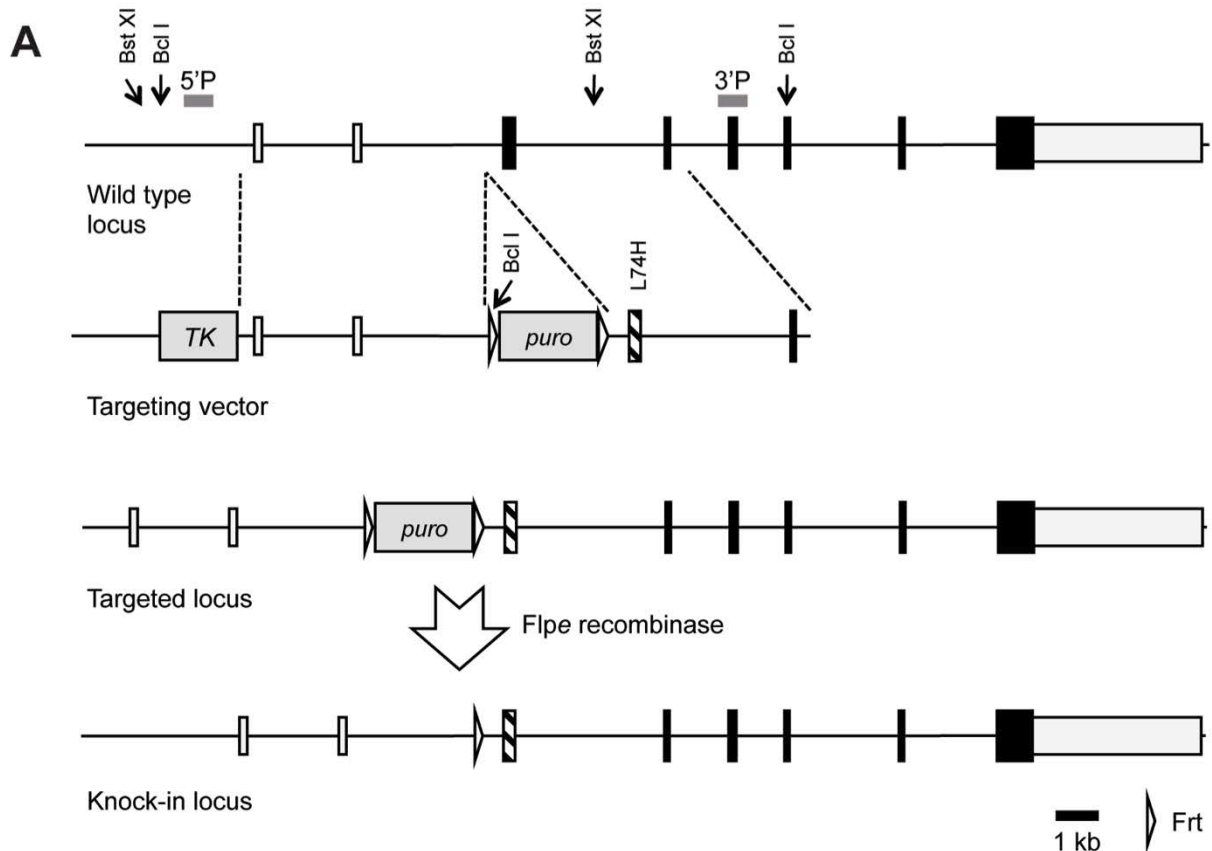 A
Bst XI
Bcl I
5'P
Bst XI
3'P
Bcl I
Wild type
locus
Bcl I
L74H
TK
puro
Targeting vector
puro
Targeted locus
Flpe recombinase
Knock-in locus
1 kb
Frt